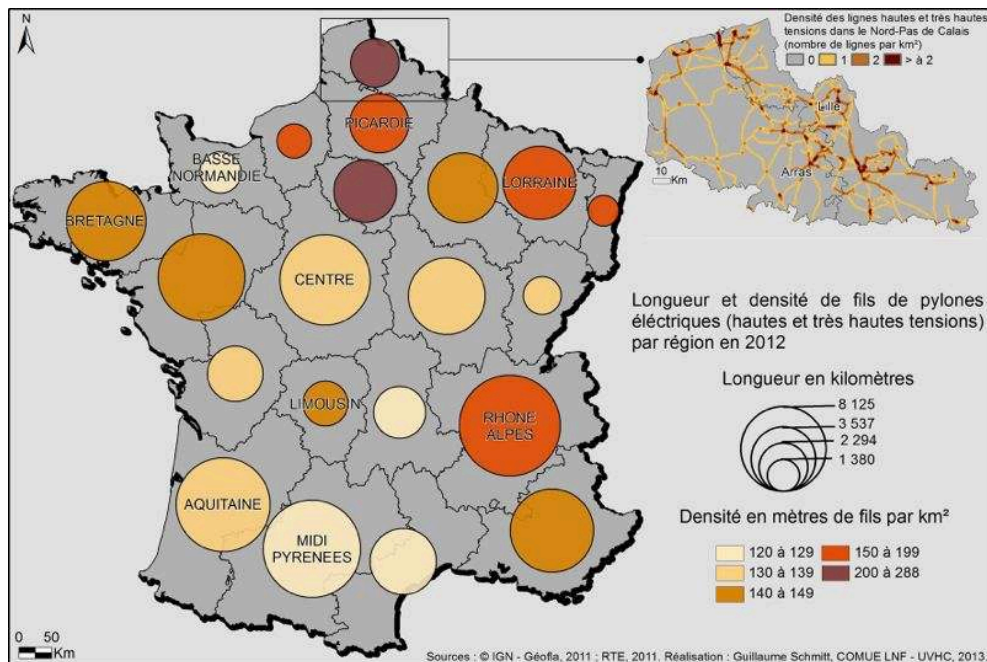 N
Densité des lignes hautes et très hautes
tensions dans le Nord-Pas de Calais
(nombre de lignes par km²)
0 1 2 > à 2
Lille
Arras
10
Km
PICARDIE
BASSE
NORMANDIE
LORRAINE
BRETAGNE
CENTRE
LIMOUSIN
RHONE
ALPES
AQUITAINE
MIDI
PYRENEES
Longueur et densité de fils de pylones
éléctriques (hautes et très hautes tensions)
par région en 2012
Longueur en kilomètres
8 125
3 537
2 294
1 380
Densité en mètres de fils par km²
120 à 129 150 à 199
130 à 139 200 à 288
140 à 149
0 50
Km
Sources : © IGN - Géofla, 2011 ; RTE, 2011. Réalisation : Guillaume Schmitt, COMUE LNF - UVHC, 2013.